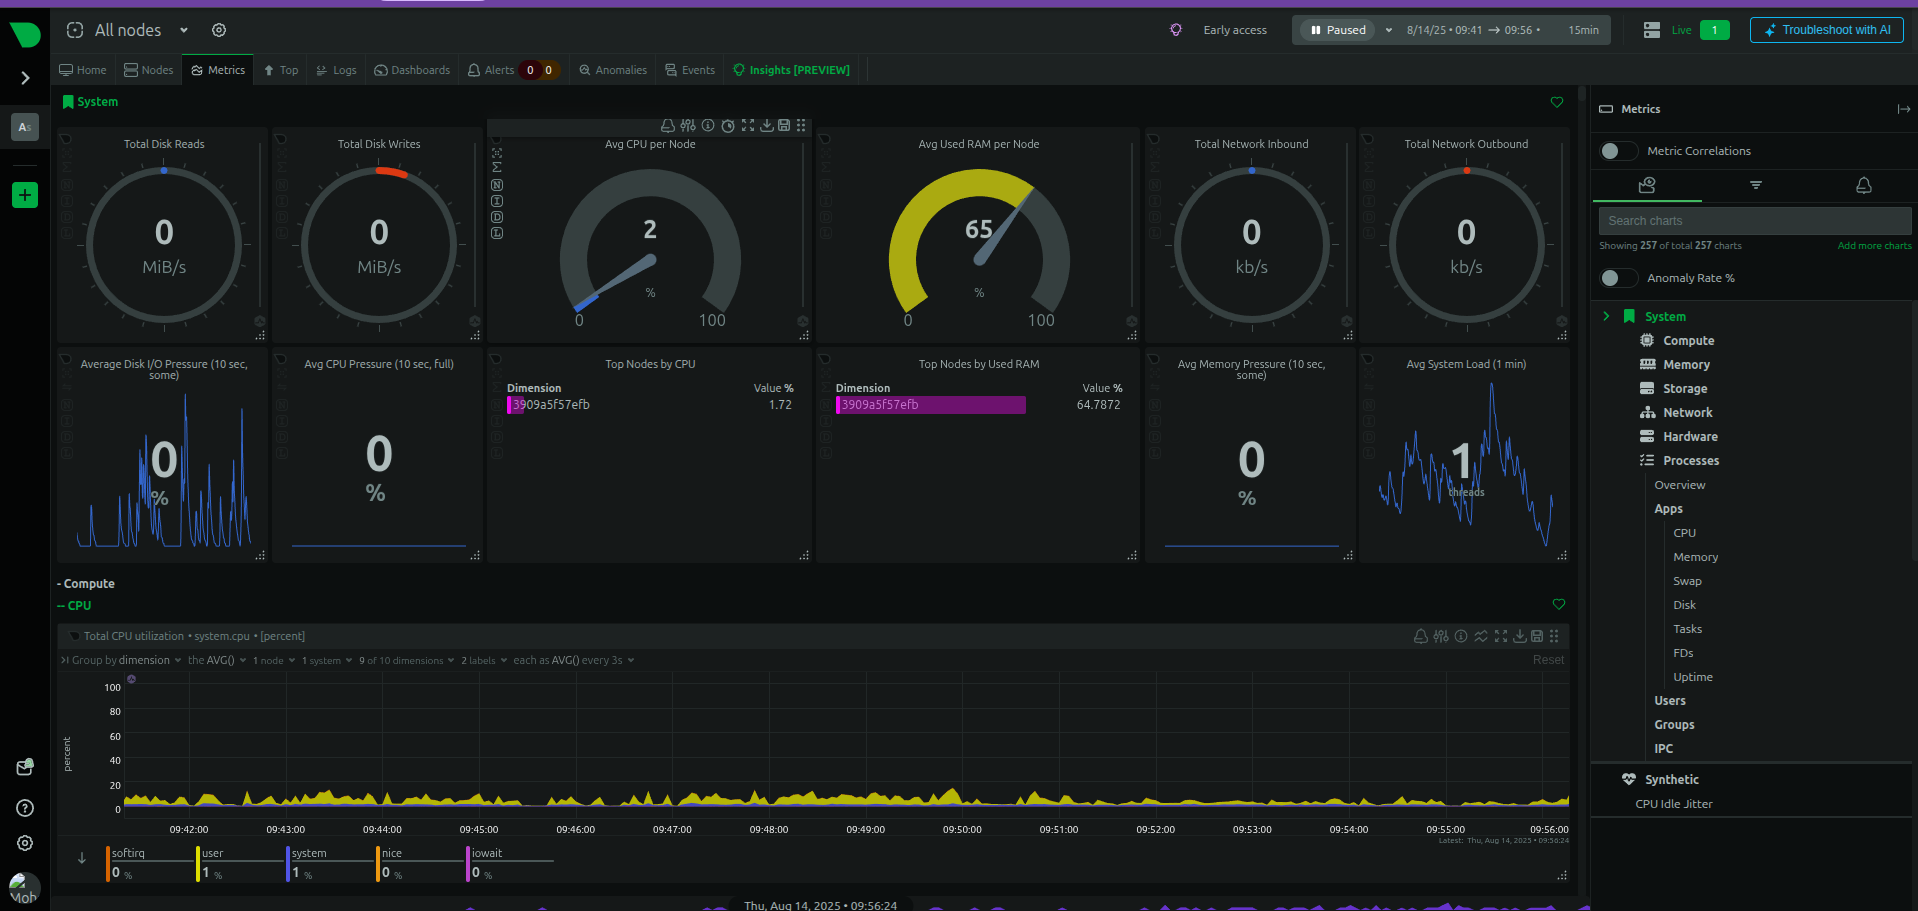 All nodes
Early access
Paused
8/14/25 • 09:41 → 09:56 •
15min
Live
1
Troubleshoot with AI
Home
Nodes
Metrics
Top
Logs
Dashboards
Alerts
0
0
Anomalies
Events
Insights [PREVIEW]
As
System
Total Disk Reads
0
MiB/s
Total Disk Writes
0
MiB/s
Avg CPU per Node
2
%
0
100
Avg Used RAM per Node
65
%
0
100
Total Network Inbound
0
kb/s
Total Network Outbound
0
kb/s
Average Disk I/O Pressure (10 sec,
some)
0
%
Avg CPU Pressure (10 sec, full)
0
%
Top Nodes by CPU
Dimension Value %
3909a5f57efb 1.72
Top Nodes by Used RAM
Dimension Value %
3909a5f57efb 64.7872
Avg Memory Pressure (10 sec,
some)
0
%
Avg System Load (1 min)
1
threads
- Compute
-- CPU
Total CPU utilization • system.cpu • [percent]
Group by dimension the AVG() 1 node 1 system 9 of 10 dimensions 2 labels each as AVG() every 3s
Reset
percent
100
80
60
40
20
0
09:42:00 09:43:00 09:44:00 09:45:00 09:46:00 09:47:00 09:48:00 09:49:00 09:50:00 09:51:00 09:52:00 09:53:00 09:54:00 09:55:00 09:56:00
Latest: Thu, Aug 14, 2025 • 09:56:24
softirq
0 %
user
1 %
system
1 %
nice
0 %
iowait
0 %
Thu, Aug 14, 2025 • 09:56:24
Moh
Metrics
Metric Correlations
Search charts
Showing 257 of total 257 charts
Add more charts
Anomaly Rate %
System
Compute
Memory
Storage
Network
Hardware
Processes
Overview
Apps
CPU
Memory
Swap
Disk
Tasks
FDs
Uptime
Users
Groups
IPC
Synthetic
CPU Idle Jitter